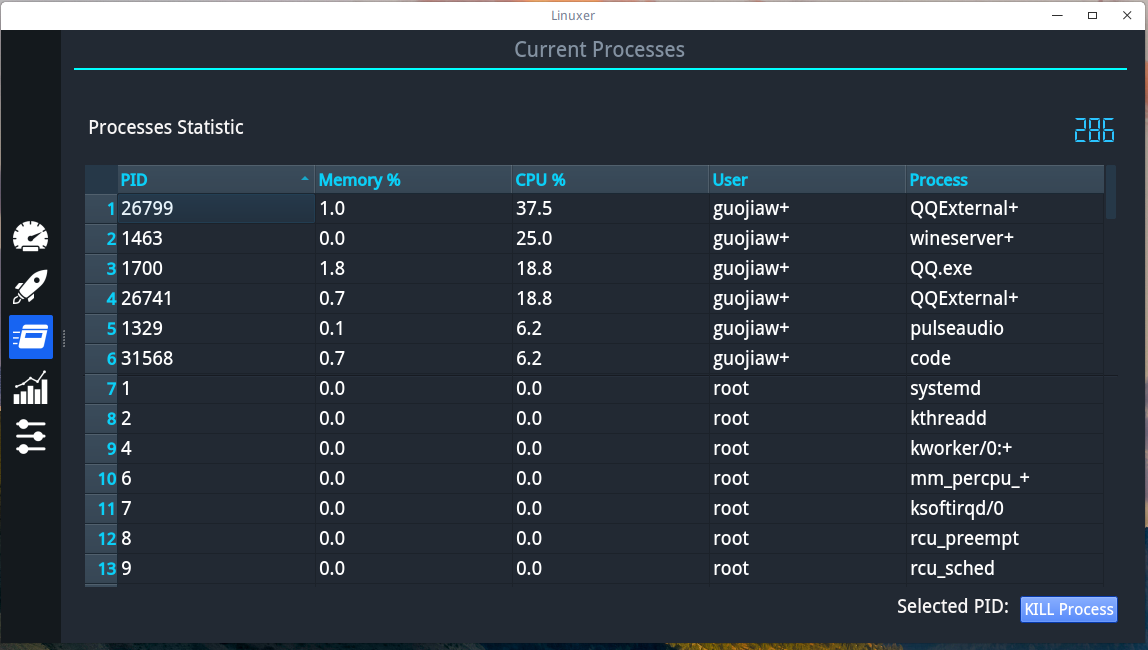 Linuxer
Current Processes
Processes Statistic
286
PID Memory % CPU % User Process
1 26799 1.0 37.5 guojiaw+ QQExternal+
2 1463 0.0 25.0 guojiaw+ wineserver+
3 1700 1.8 18.8 guojiaw+ QQ.exe
4 26741 0.7 18.8 guojiaw+ QQExternal+
5 1329 0.1 6.2 guojiaw+ pulseaudio
6 31568 0.7 6.2 guojiaw+ code
7 1 0.0 0.0 root systemd
8 2 0.0 0.0 root kthreadd
9 4 0.0 0.0 root kworker/0:+
10 6 0.0 0.0 root mm_percpu_+
11 7 0.0 0.0 root ksoftirqd/0
12 8 0.0 0.0 root rcu_preempt
13 9 0.0 0.0 root rcu_sched
Selected PID: KILL Process